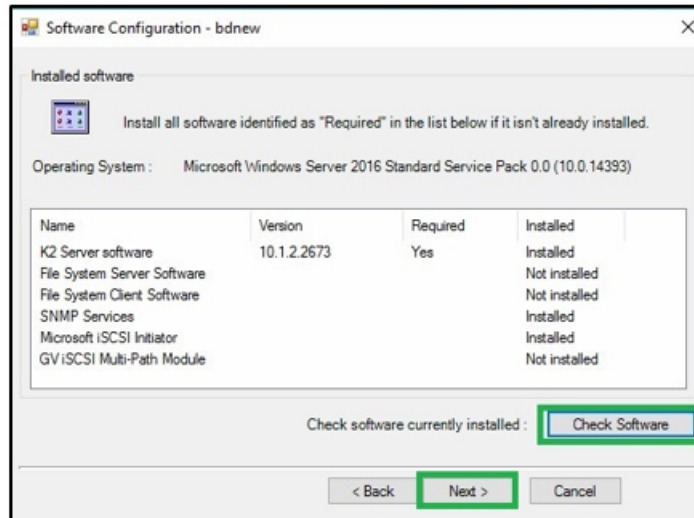 Software Configuration - bdnew
Installed software
Install all software identified as "Required" in the list below if it isn't already installed.
Operating System : Microsoft Windows Server 2016 Standard Service Pack 0.0 (10.0.14393)
Name Version Required Installed
K2 Server software 10.1.2.2673 Yes Installed
File System Server Software Not installed
File System Client Software Not installed
SNMP Services Installed
Microsoft iSCSI Initiator Installed
GV iSCSI Multi-Path Module Not installed
Check software currently installed : Check Software
< Back Next > Cancel